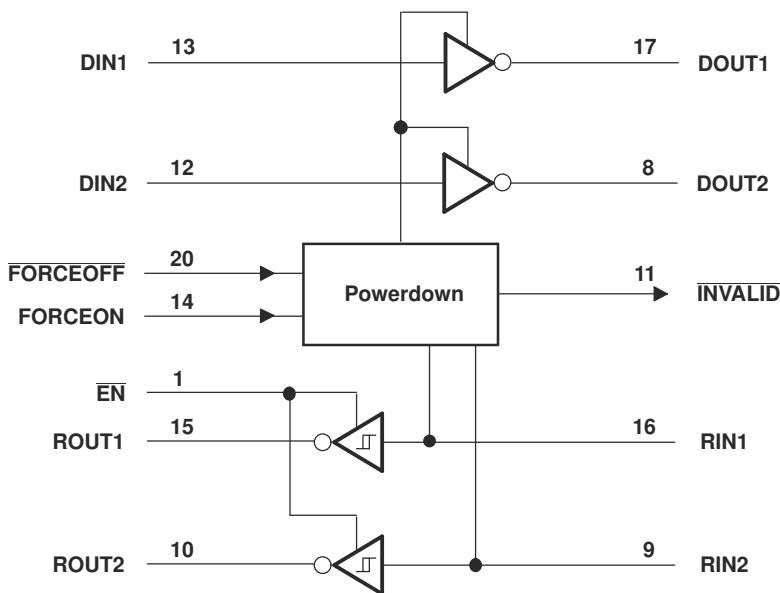 DIN1 13 17 DOUT1
DIN2 12 8 DOUT2
FORCEOFF 20
Powerdown
11 INVALID
FORCEON 14
EN 1
ROUT1 15 16 RIN1
ROUT2 10 9 RIN2